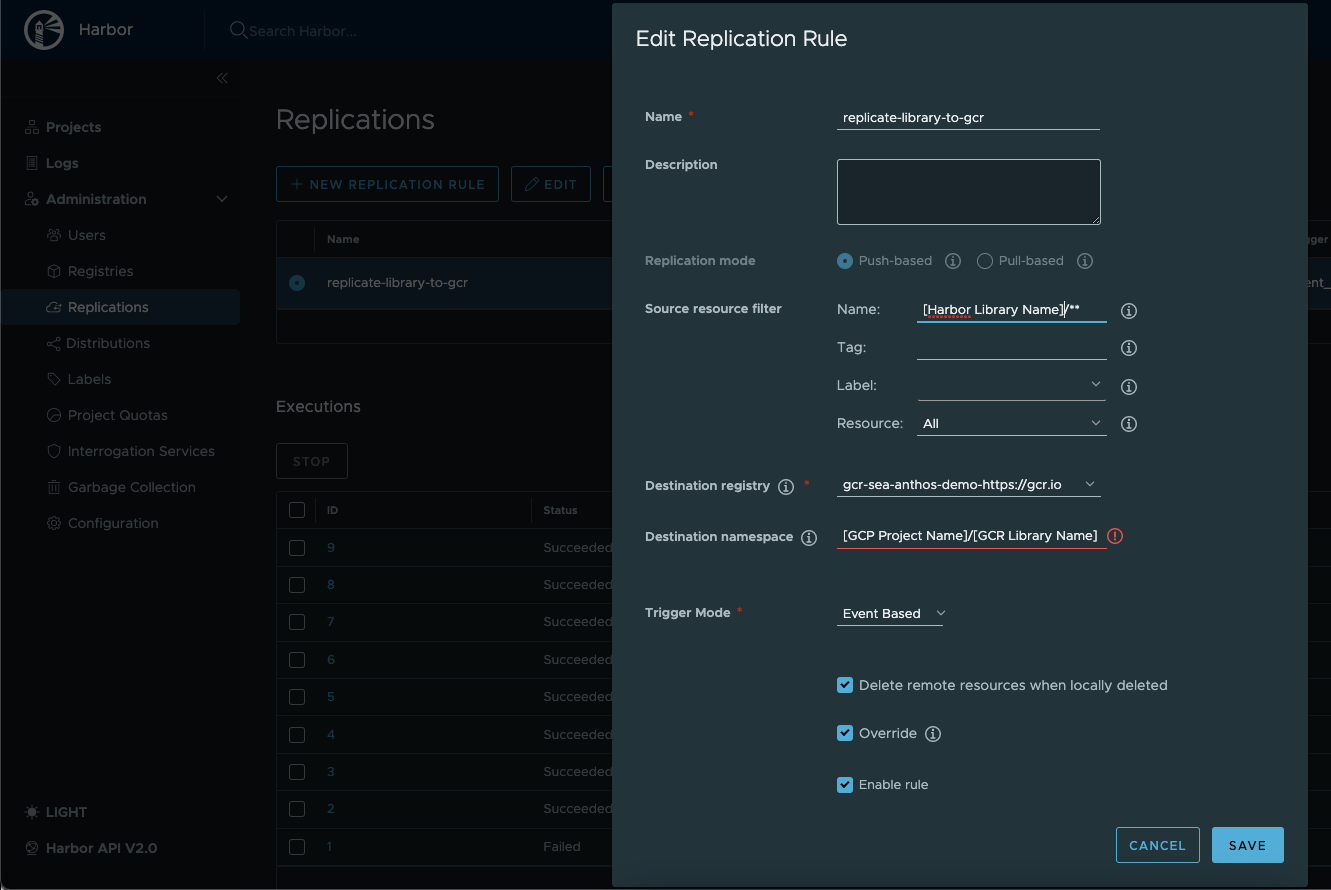 Harbor
Search Harbor...
Projects
Logs
Administration
Users
Registries
Replications
Distributions
Labels
Project Quotas
Interrogation Services
Garbage Collection
Configuration
LIGHT
Harbor API V2.0
Replications
+ NEW REPLICATION RULE
EDIT
Name
replicate-library-to-gcr
Executions
STOP
ID Status
9 Succeeded
8 Succeeded
7 Succeeded
6 Succeeded
5 Succeeded
4 Succeeded
3 Succeeded
2 Succeeded
1 Failed
Edit Replication Rule
Name * replicate-library-to-gcr
Description
Replication mode Push-based Pull-based
Source resource filter Name: [Harbor Library Name]/**
Tag:
Label:
Resource: All
Destination registry * gcr-sea-anthos-demo-https://gcr.io
Destination namespace [GCP Project Name]/[GCR Library Name]
Trigger Mode * Event Based
Delete remote resources when locally deleted
Override
Enable rule
CANCEL SAVE
gger
ent_